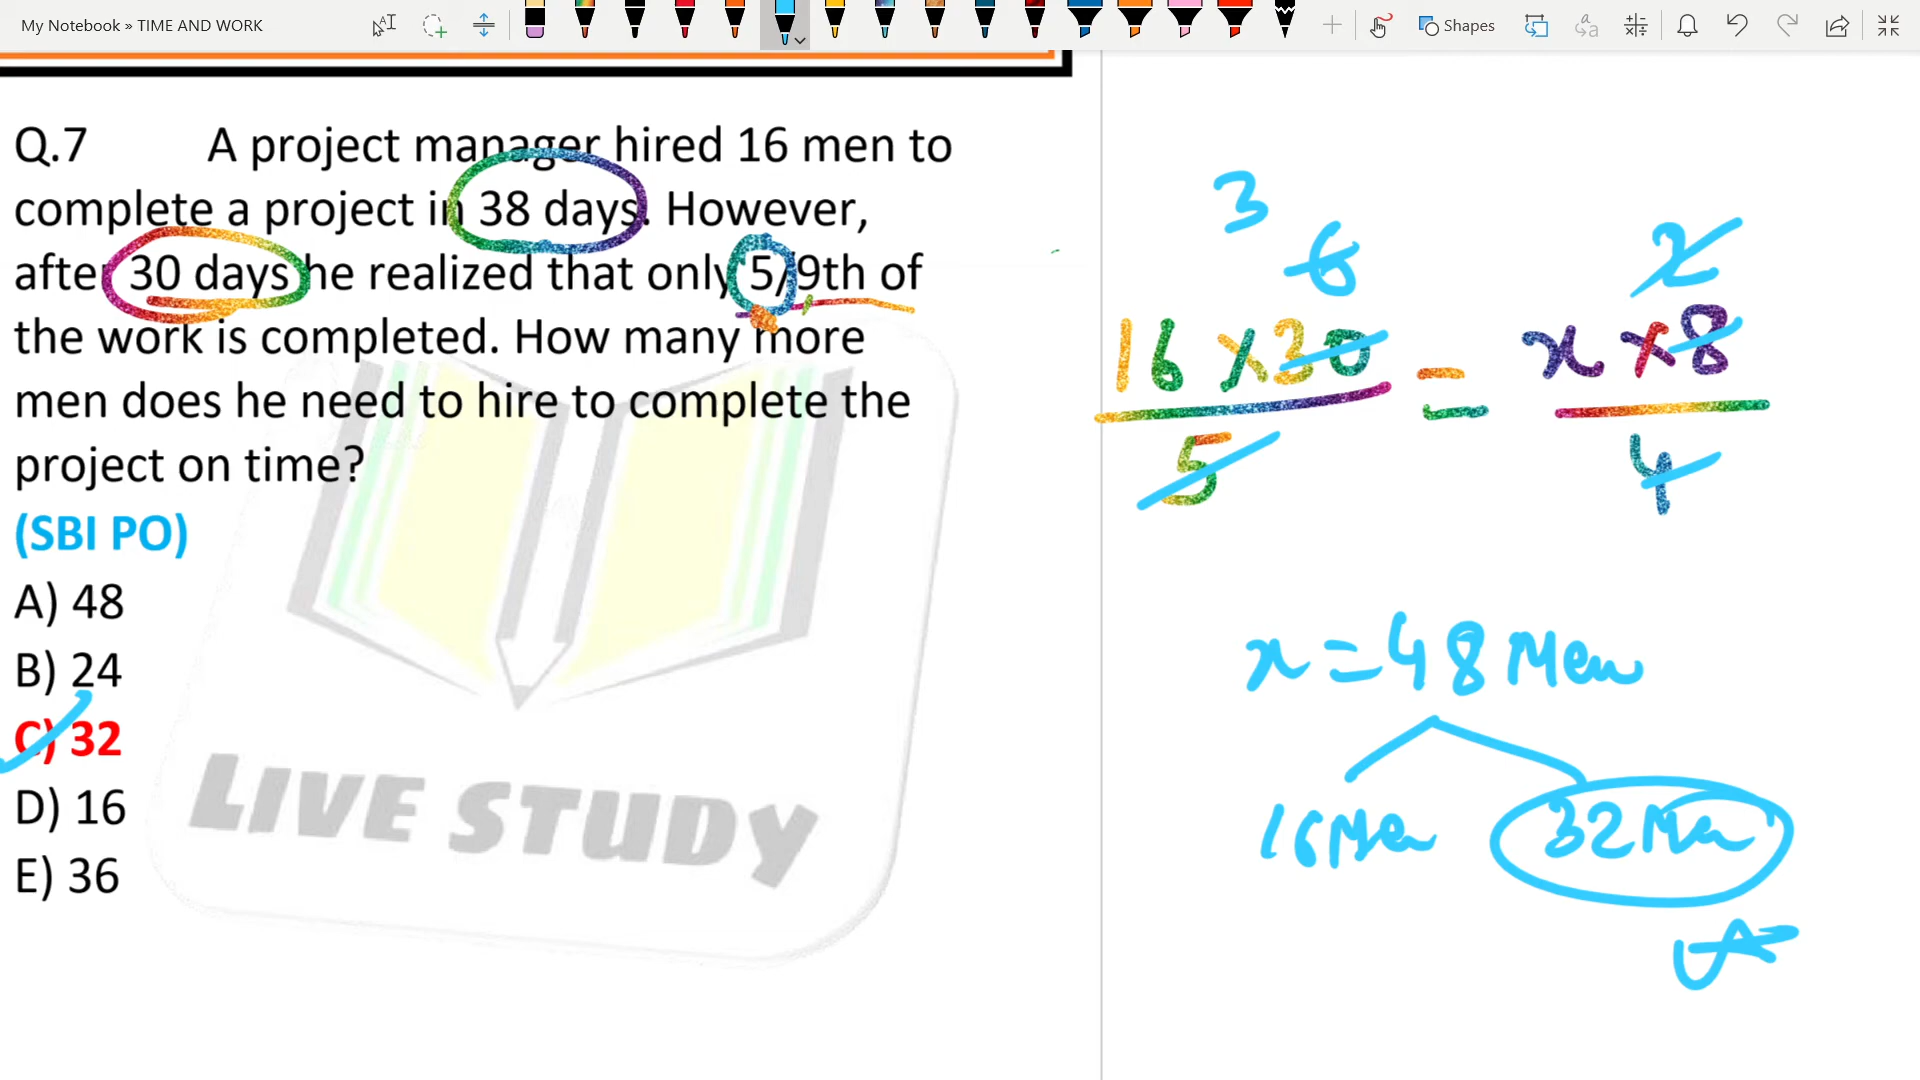 My Notebook » TIME AND WORK
Shapes
Q.7 A project manager hired 16 men to
complete a project in 38 days. However,
after 30 days he realized that only 5/9th of
the work is completed. How many more
men does he need to hire to complete the
project on time?
(SBI PO)
A) 48
B) 24
C) 32
D) 16
E) 36
LIVE STUDY
3
6
2
16 x 30 = x x 8
5
4
x = 48 Men
16 Men 32 Men